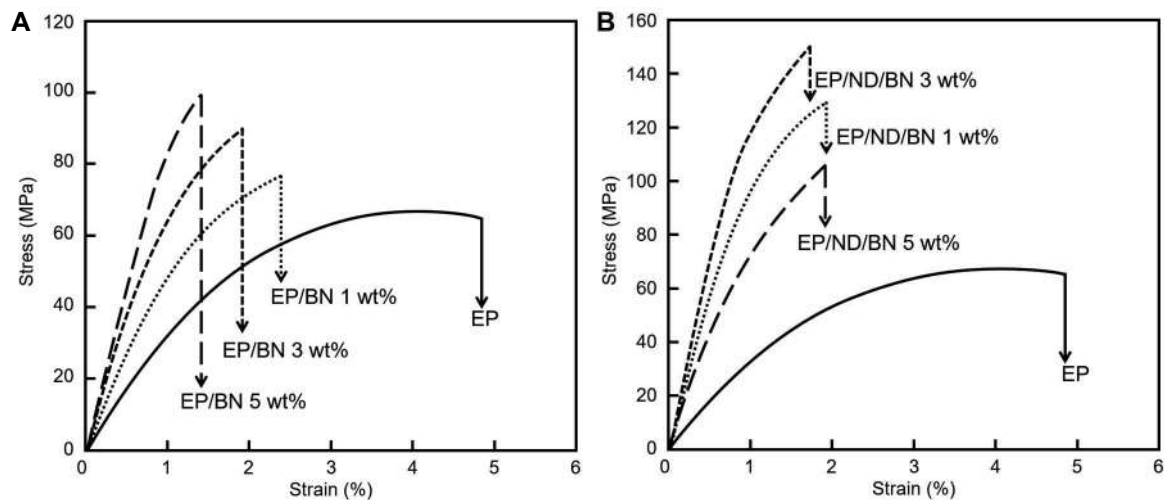 A
120
100
80
60
40
20
0
Stress (MPa)
EP/BN 1 wt%
EP
EP/BN 3 wt%
EP/BN 5 wt%
0 1 2 3 4 5 6
Strain (%)
B
160
140
120
100
80
60
40
20
0
Stress (MPa)
EP/ND/BN 3 wt%
EP/ND/BN 1 wt%
EP/ND/BN 5 wt%
EP
0 1 2 3 4 5 6
Strain (%)